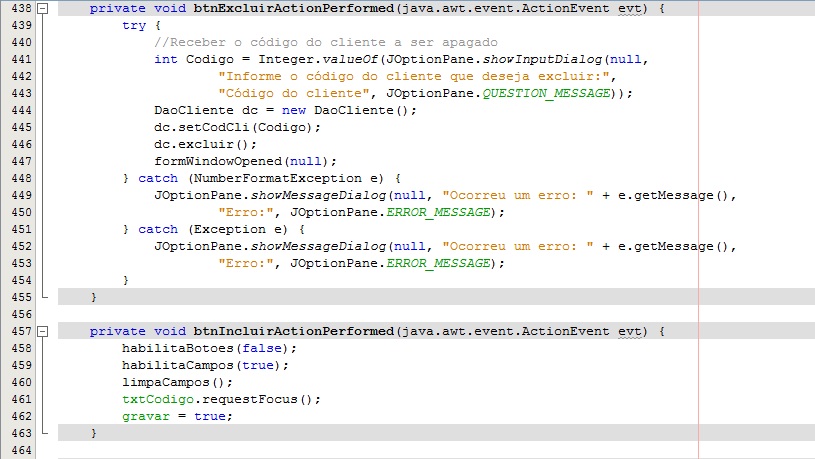 438 private void btnExcluirActionPerformed(java.awt.event.ActionEvent evt) {
439 try {
440 //Receber o código do cliente a ser apagado
441 int Codigo = Integer.valueOf(JOptionPane.showInputDialog(null,
442 "Informe o código do cliente que deseja excluir:",
443 "Código do cliente", JOptionPane.QUESTION_MESSAGE));
444 DaoCliente dc = new DaoCliente();
445 dc.setCodCli(Codigo);
446 dc.excluir();
447 formWindowOpened(null);
448 } catch (NumberFormatException e) {
449 JOptionPane.showMessageDialog(null, "Ocorreu um erro: " + e.getMessage(),
450 "Erro:", JOptionPane.ERROR_MESSAGE);
451 } catch (Exception e) {
452 JOptionPane.showMessageDialog(null, "Ocorreu um erro: " + e.getMessage(),
453 "Erro:", JOptionPane.ERROR_MESSAGE);
454 }
455 }
456
457 private void btnIncluirActionPerformed(java.awt.event.ActionEvent evt) {
458 habilitaBotoes(false);
459 habilitaCampos(true);
460 limpaCampos();
461 txtCodigo.requestFocus();
462 gravar = true;
463 }
464